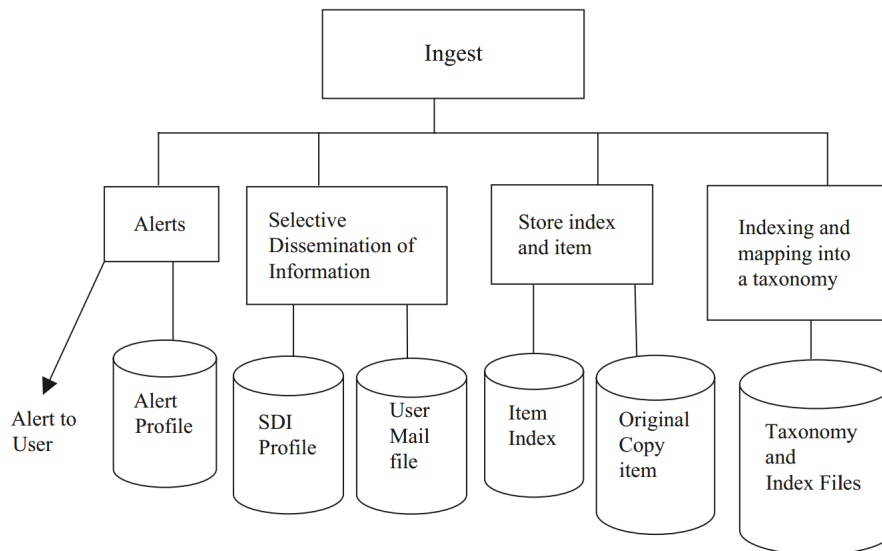 Ingest
Alerts
Selective
Dissemination of
Information
Store index
and item
Indexing and
mapping into
a taxonomy
Alert to
User
Alert
Profile
SDI
Profile
User
Mail
file
Item
Index
Original
Copy
item
Taxonomy
and
Index Files